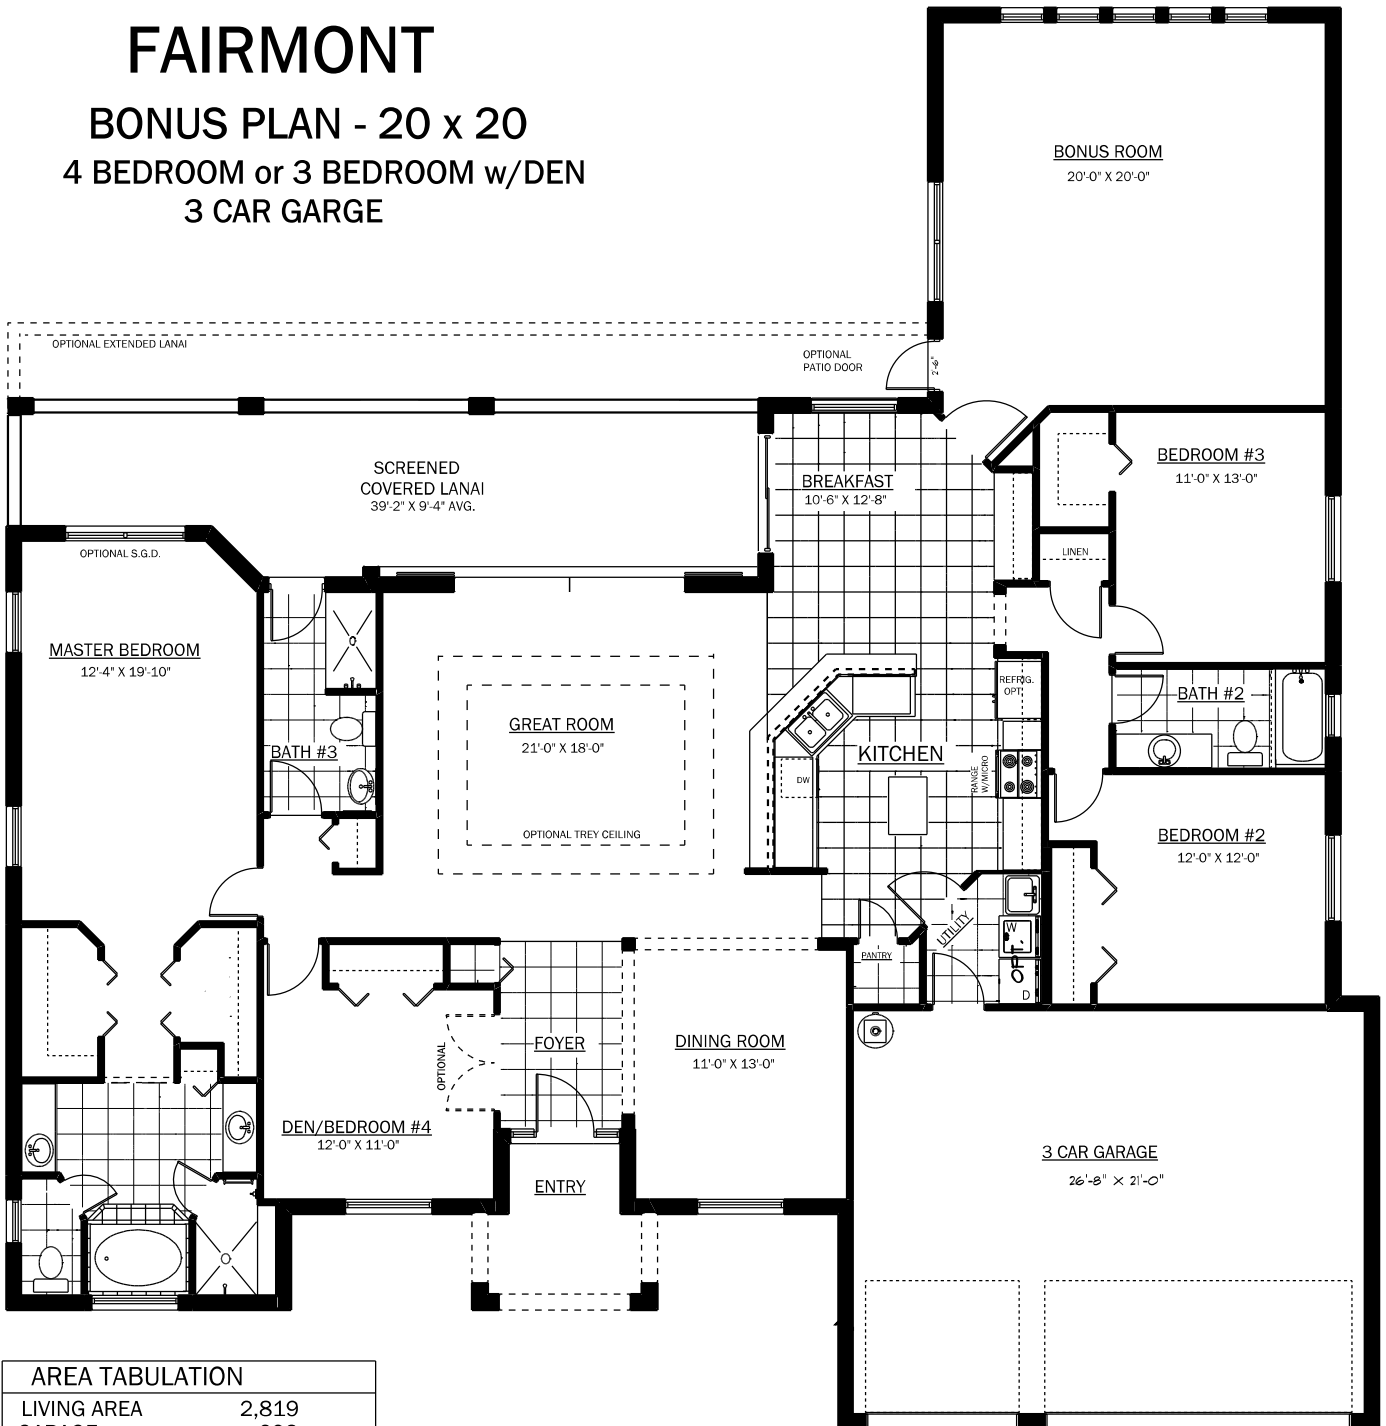 FAIRMONT
BONUS PLAN - 20 x 20
4 BEDROOM or 3 BEDROOM w/DEN
3 CAR GARGE
BONUS ROOM
20'-0" X 20'-0"
OPTIONAL EXTENDED LANAI
OPTIONAL
PATIO DOOR
2'-6"
SCREENED
COVERED LANAI
39'-2" X 9'-4" AVG.
BREAKFAST
10'-6" X 12'-8"
BEDROOM #3
11'-0" X 13'-0"
LINEN
OPTIONAL S.G.D.
MASTER BEDROOM
12'-4" X 19'-10"
BATH #3
GREAT ROOM
21'-0" X 18'-0"
OPTIONAL TREY CEILING
REFRIG.
OPT.
BATH #2
KITCHEN
DW
RANGE
W/MICRO
BEDROOM #2
12'-0" X 12'-0"
UTILITY
W
OPT.
D
PANTRY
FOYER
OPTIONAL
DINING ROOM
11'-0" X 13'-0"
DEN/BEDROOM #4
12'-0" X 11'-0"
ENTRY
3 CAR GARAGE
26'-8" X 21'-0"
AREA TABULATION
LIVING AREA 2,819